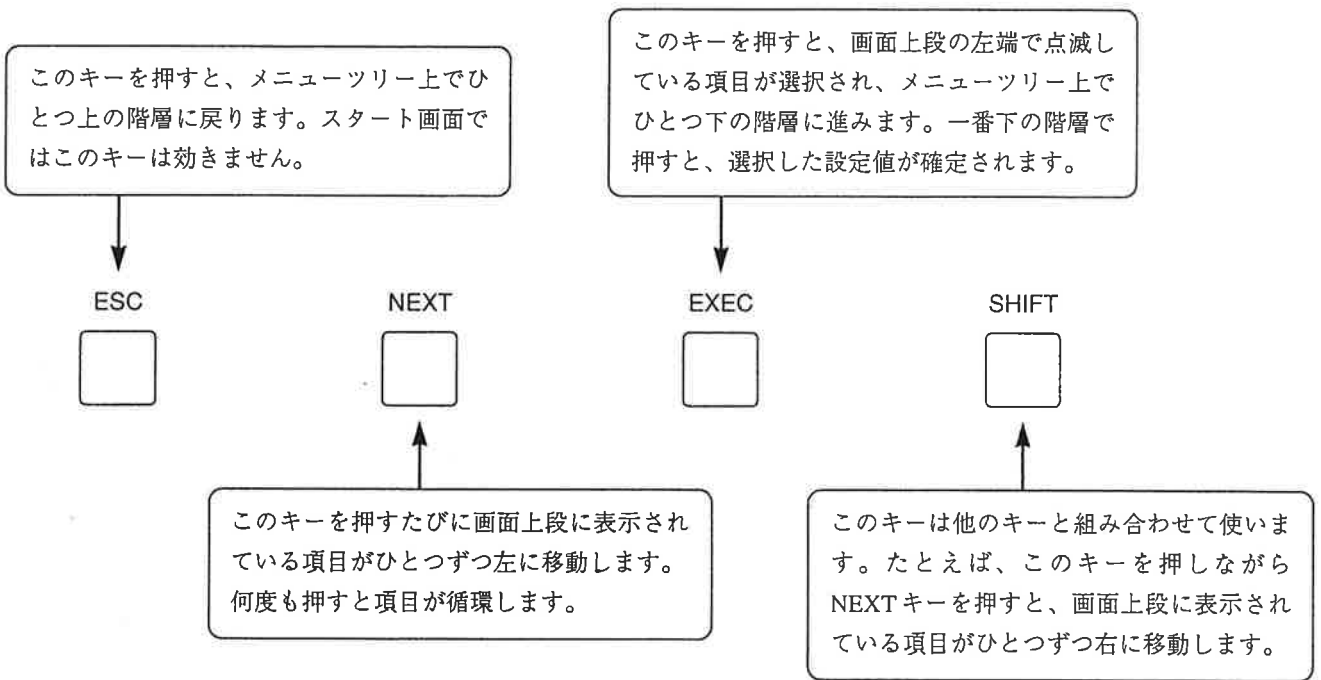 このキーを押すと、メニューツリー上でひ
とつ上の階層に戻ります。スタート画面で
はこのキーは効きません。
このキーを押すと、画面上段の左端で点滅し
ている項目が選択され、メニューツリー上で
ひとつ下の階層に進みます。一番下の階層で
押すと、選択した設定値が確定されます。
ESC
NEXT
EXEC
SHIFT
このキーを押すたびに画面上段に表示され
ている項目がひとつずつ左に移動します。
何度も押すと項目が循環します。
このキーは他のキーと組み合わせて使いま
す。たとえば、このキーを押しながら
NEXTキーを押すと、画面上段に表示され
ている項目がひとつずつ右に移動します。